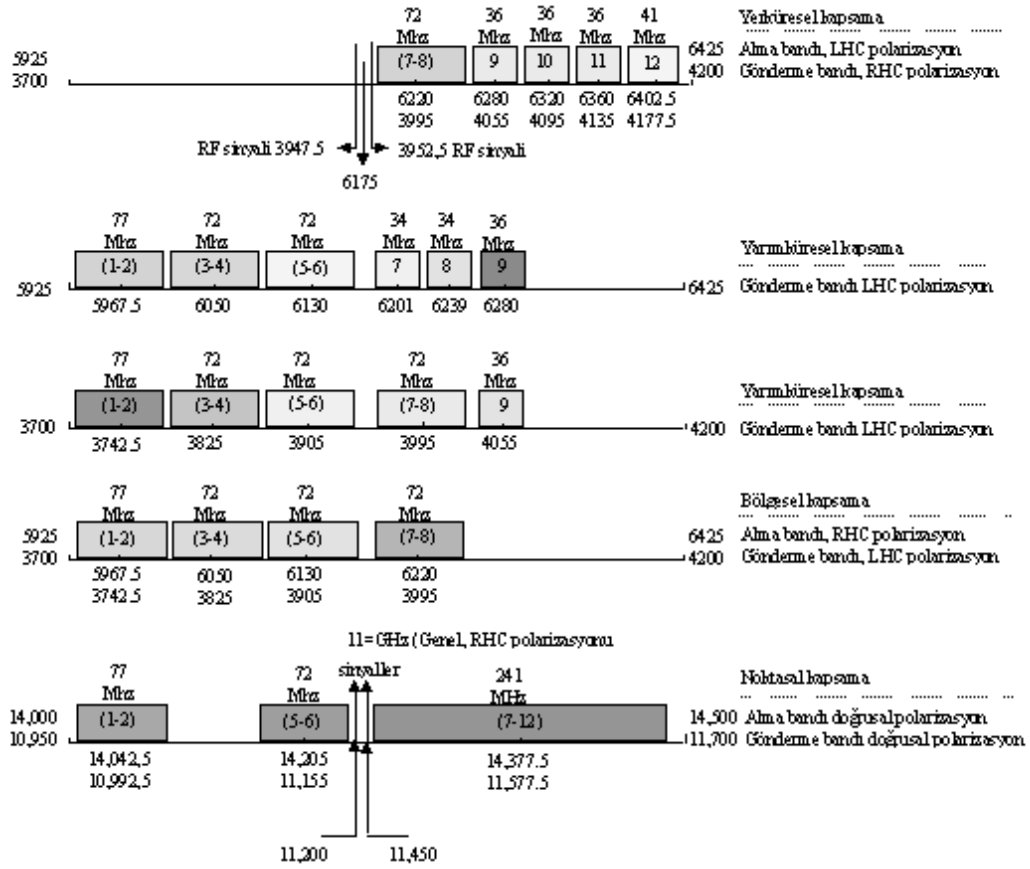 72 36 36 36 41 Yerküresel kapsama
Mhz Mhz Mhz Mhz Mhz
5925 (7-8) 9 10 11 12 6425 Alma bandı, LHC polarizasyon
3700 4200 Gönderme bandı, RHC polarizasyon
6220 6280 6320 6360 6402.5
3995 4055 4095 4135 4177.5
RF sinyali 3947.5 3952,5 RF sinyali
6175
77 72 72 34 34 36
Mhz Mhz Mhz Mhz Mhz Mhz Yarımküresel kapsama
(1-2) (3-4) (5-6) 7 8 9
5925 6425 Gönderme bandı LHC polarizasyon
5967.5 6050 6130 6201 6239 6280
77 72 72 72 36
Mhz Mhz Mhz Mhz Mhz Yarımküresel kapsama
(1-2) (3-4) (5-6) (7-8) 9
3700 4200 Gönderme bandı LHC polarizasyon
3742.5 3825 3905 3995 4055
77 72 72 72 Bölgesel kapsama
Mhz Mhz Mhz Mhz
5925 (1-2) (3-4) (5-6) (7-8) 6425 Alma bandı, RHC polarizasyon
3700 4200 Gönderme bandı, LHC polarizasyon
5967.5 6050 6130 6220
3742.5 3825 3905 3995
11= GHz (Genel, RHC polarizasyonu
77 72 sinyaller 241 Noktasal kapsama
Mhz Mhz MHz
14,000 (1-2) (5-6) (7-12) 14,500 Alma bandı doğrusal polarizasyon
10,950 11,700 Gönderme bandı doğrusal polarizasyon
14,042,5 14,205 14,377.5
10,992,5 11,155 11,577.5
11,200 11,450